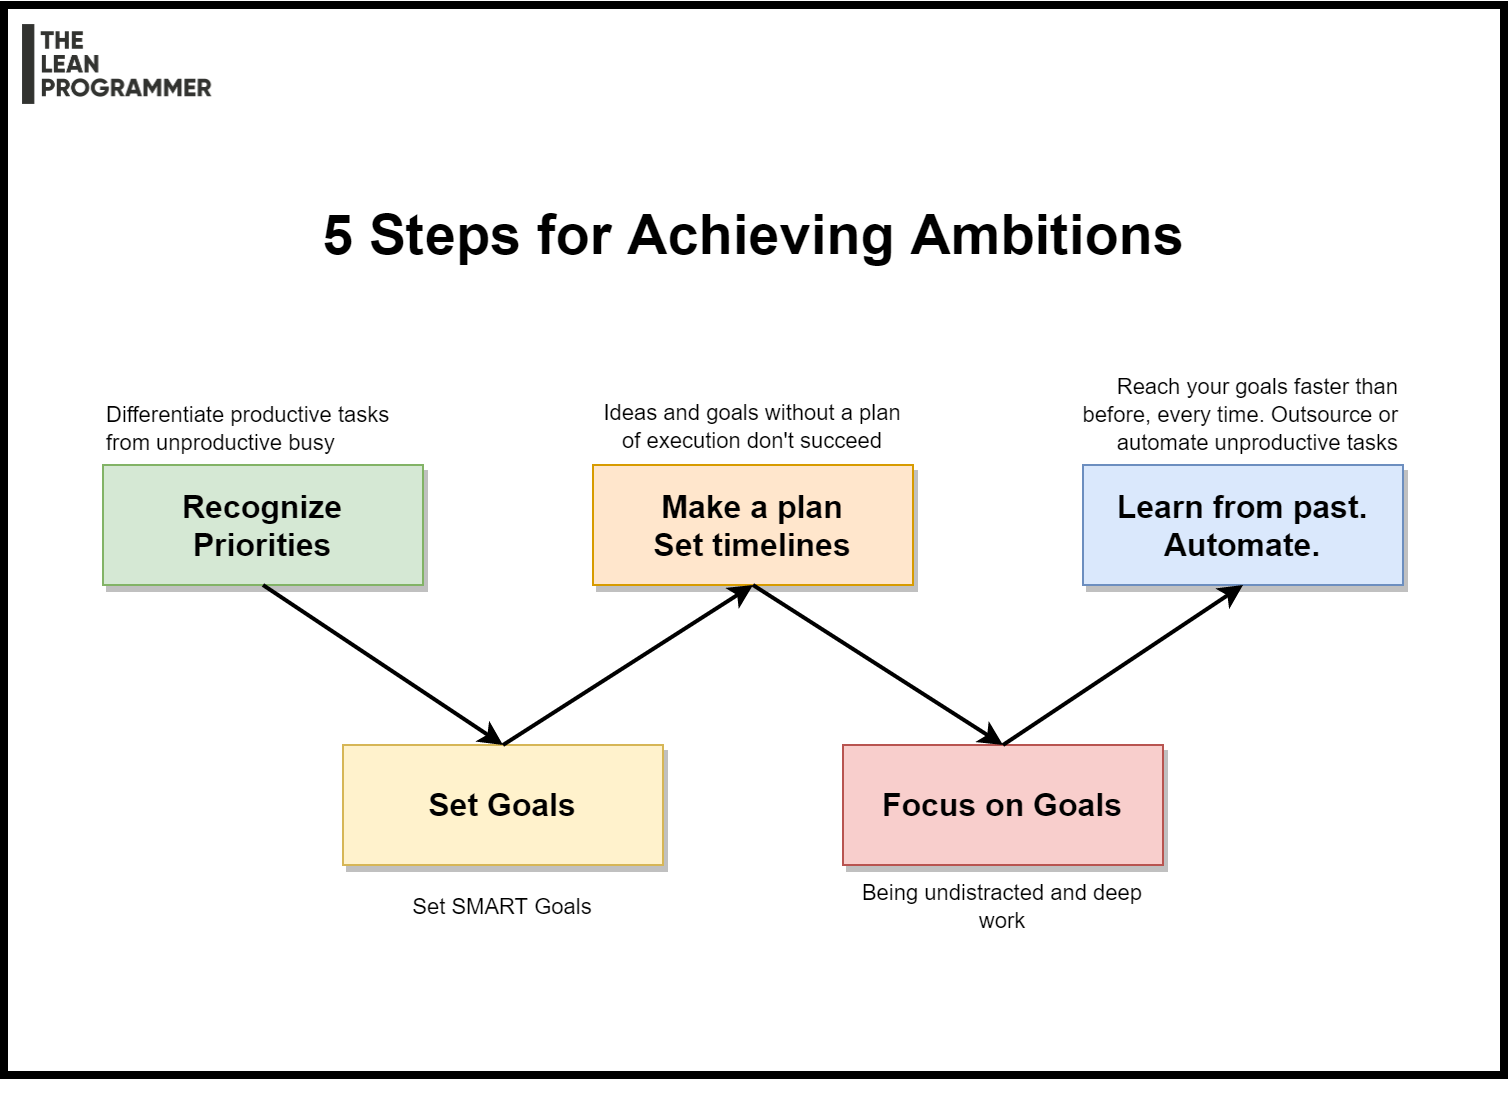 THE
LEAN
PROGRAMMER
5 Steps for Achieving Ambitions
Differentiate productive tasks
from unproductive busy
Recognize
Priorities
Set Goals
Set SMART Goals
Ideas and goals without a plan
of execution don't succeed
Make a plan
Set timelines
Focus on Goals
Being undistracted and deep
work
Reach your goals faster than
before, every time. Outsource or
automate unproductive tasks
Learn from past.
Automate.